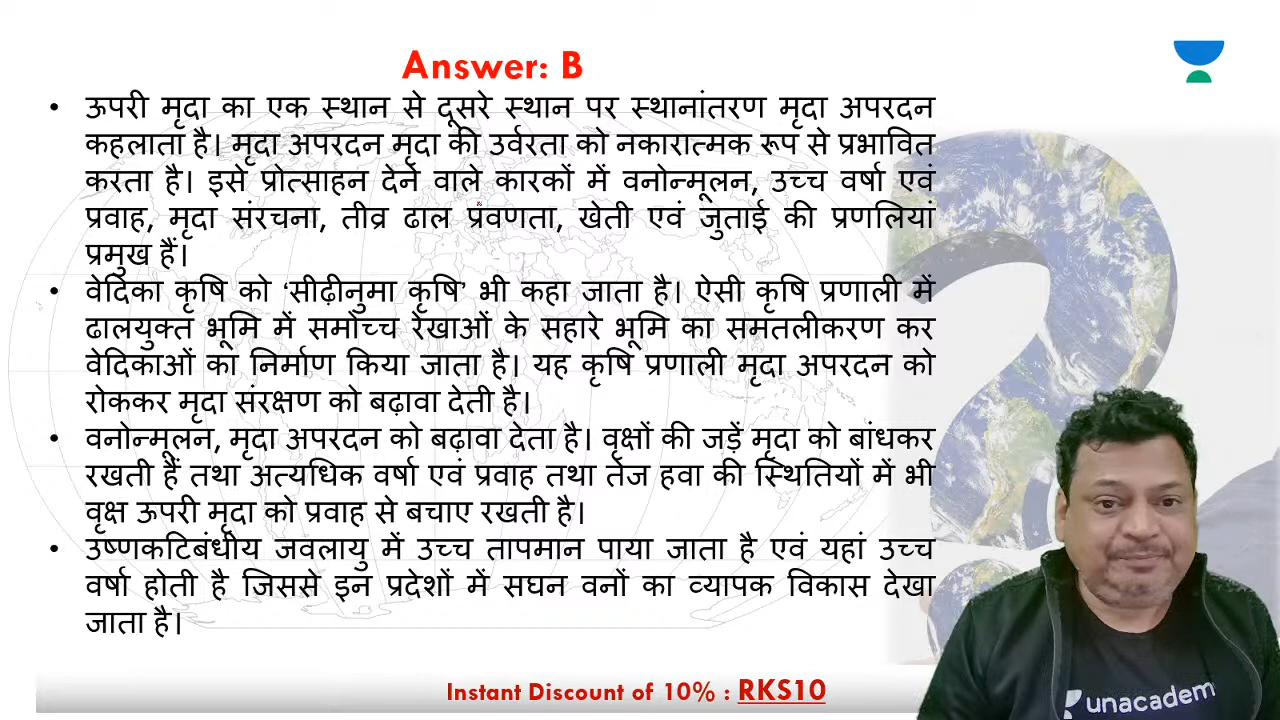 Answer: B
• ऊपरी मृदा का एक स्थान से दूसरे स्थान पर स्थानांतरण मृदा अपरदन
कहलाता है। मृदा अपरदन मृदा की उर्वरता को नकारात्मक रूप से प्रभावित
करता है। इसे प्रोत्साहन देने वाले कारकों में वनोन्मूलन, उच्च वर्षा एवं
प्रवाह, मृदा संरचना, तीव्र ढाल प्रवणता, खेती एवं जुताई की प्रणलियां
प्रमुख हैं।
• वेदिका कृषि को ‘सीढ़ीनुमा कृषि’ भी कहा जाता है। ऐसी कृषि प्रणाली में
ढालयुक्त भूमि में समोच्च रेखाओं के सहारे भूमि का समतलीकरण कर
वेदिकाओं का निर्माण किया जाता है। यह कृषि प्रणाली मृदा अपरदन को
रोककर मृदा संरक्षण को बढ़ावा देती है।
• वनोन्मूलन, मृदा अपरदन को बढ़ावा देता है। वृक्षों की जड़ें मृदा को बांधकर
रखती हैं तथा अत्यधिक वर्षा एवं प्रवाह तथा तेज हवा की स्थितियों में भी
वृक्ष ऊपरी मृदा को प्रवाह से बचाए रखती है।
• उष्णकटिबंधीय जवलायु में उच्च तापमान पाया जाता है एवं यहां उच्च
वर्षा होती है जिससे इन प्रदेशों में सघन वनों का व्यापक विकास देखा
जाता है।
Instant Discount of 10% : RKS10
unacadem